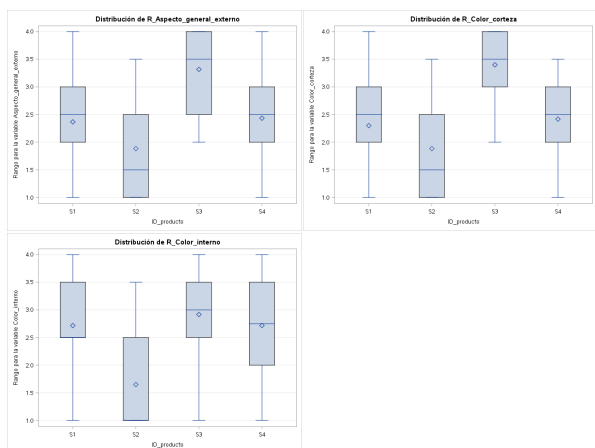 Distribución de R_Aspecto_general_externo
Rango para la variable Aspecto_general_externo
4.0
3.5
3.0
2.5
2.0
1.5
1.0
S1 S2 S3 S4
ID_producto
Distribución de R_Color_corteza
Rango para la variable Color_corteza
4.0
3.5
3.0
2.5
2.0
1.5
1.0
S1 S2 S3 S4
ID_producto
Distribución de R_Color_interno
Rango para la variable Color_interno
4.0
3.5
3.0
2.5
2.0
1.5
1.0
S1 S2 S3 S4
ID_producto